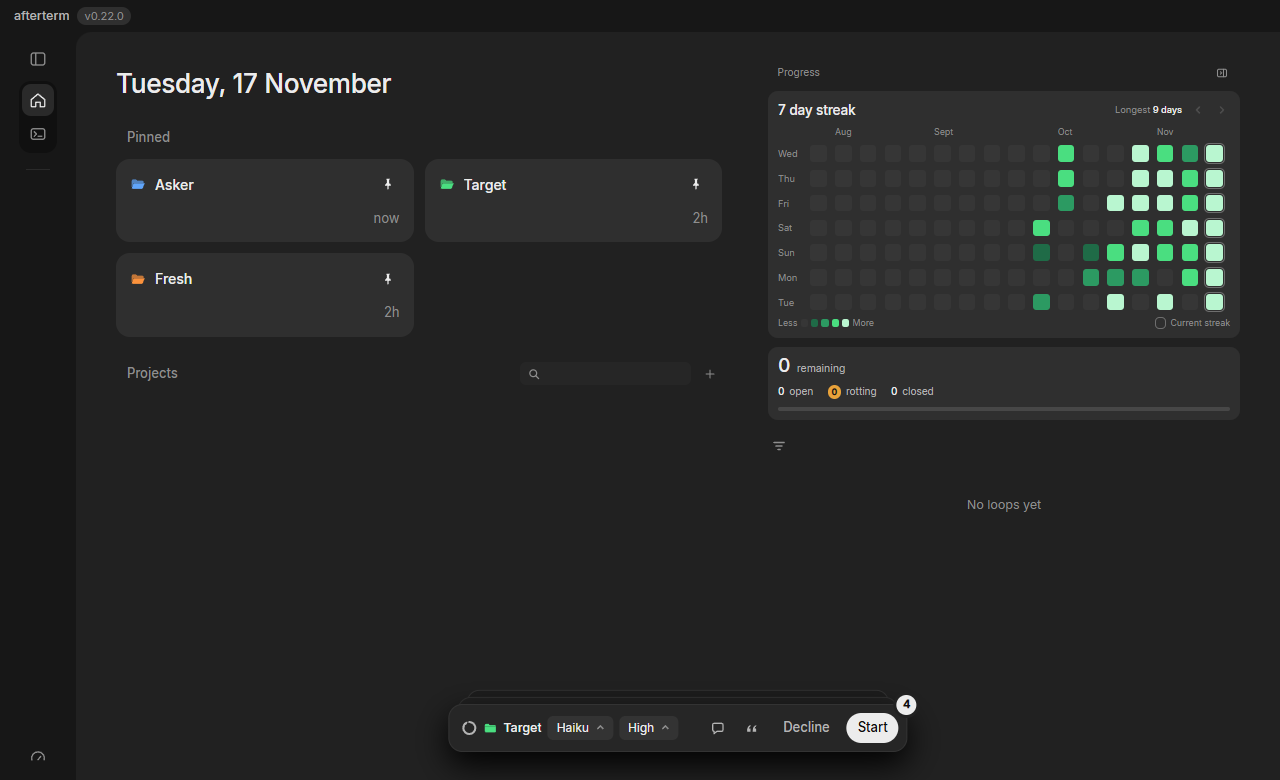 afterterm v0.22.0
Tuesday, 17 November
Pinned
Asker
now
Target
2h
Fresh
2h
Projects
Progress
7 day streak
Longest 9 days
Aug Sept Oct Nov
Wed
Thu
Fri
Sat
Sun
Mon
Tue
Less More
Current streak
0 remaining
0 open 0 rotting 0 closed
No loops yet
4
Target Haiku High Decline Start